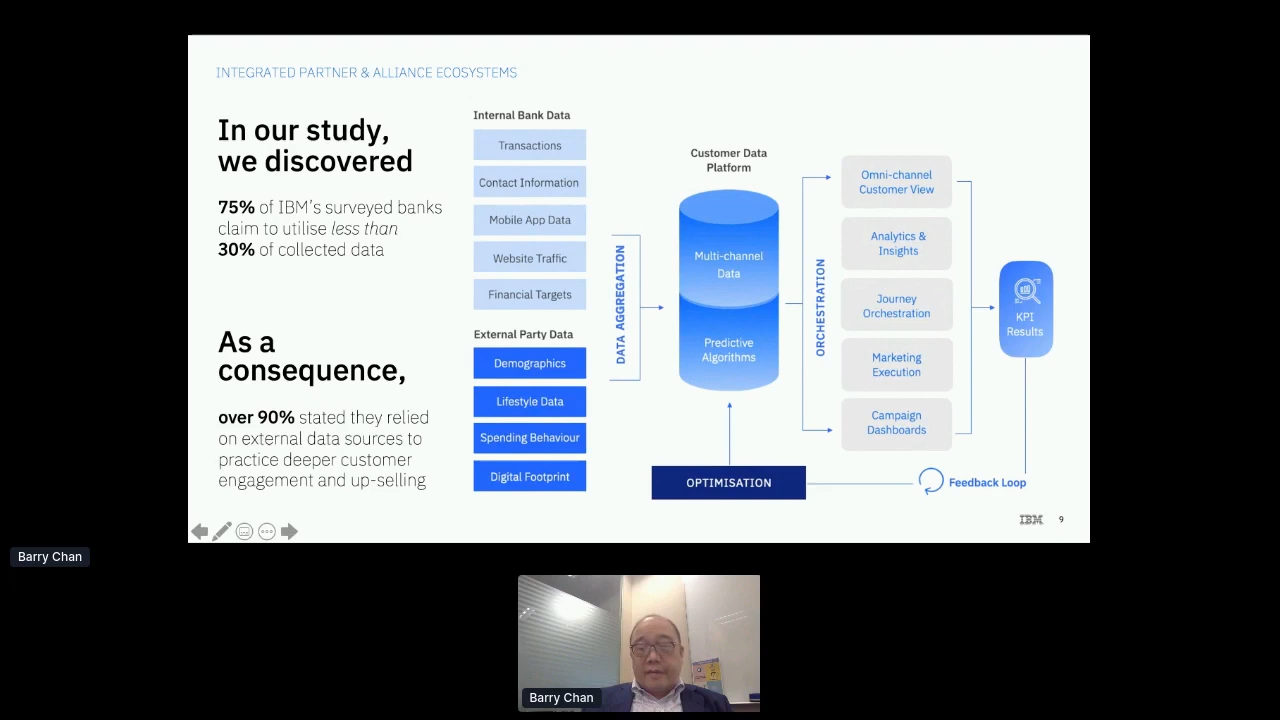 INTEGRATED PARTNER & ALLIANCE ECOSYSTEMS
In our study,
we discovered
75% of IBM's surveyed banks
claim to utilise less than
30% of collected data
As a
consequence,
over 90% stated they relied
on external data sources to
practice deeper customer
engagement and up-selling
Internal Bank Data
Transactions
Contact Information
Mobile App Data
Website Traffic
Financial Targets
External Party Data
Demographics
Lifestyle Data
Spending Behaviour
Digital Footprint
DATA AGGREGATION
Customer Data
Platform
Multi-channel
Data
Predictive
Algorithms
OPTIMISATION
ORCHESTRATION
Omni-channel
Customer View
Analytics &
Insights
Journey
Orchestration
Marketing
Execution
Campaign
Dashboards
KPI
Results
Feedback Loop
IBM 9
Barry Chan
Barry Chan